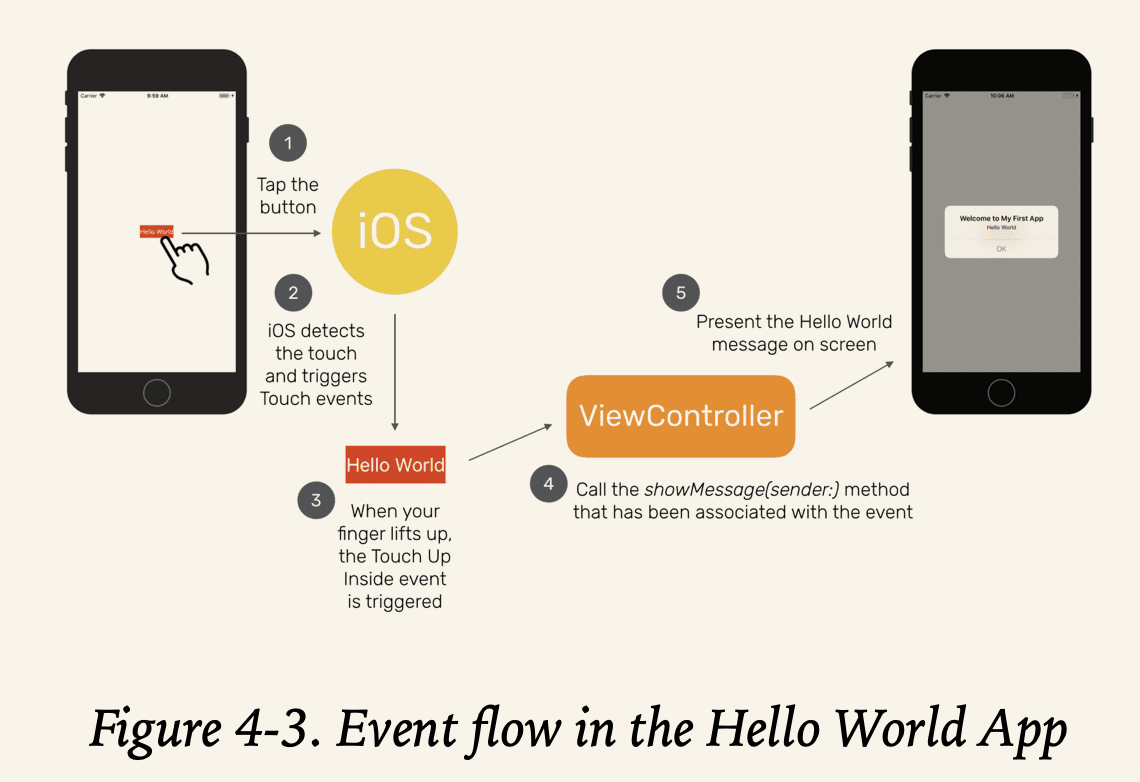 Carrier
9:59 AM
Hello World
1
Tap the
button
iOS
2
iOS detects
the touch
and triggers
Touch events
Hello World
3
When your
finger lifts up,
the Touch Up
Inside event
is triggered
ViewController
4
Call the showMessage(sender:) method
that has been associated with the event
5
Present the Hello World
message on screen
Carrier
10:06 AM
Welcome to My First App
Hello World
OK
Figure 4-3. Event flow in the Hello World App